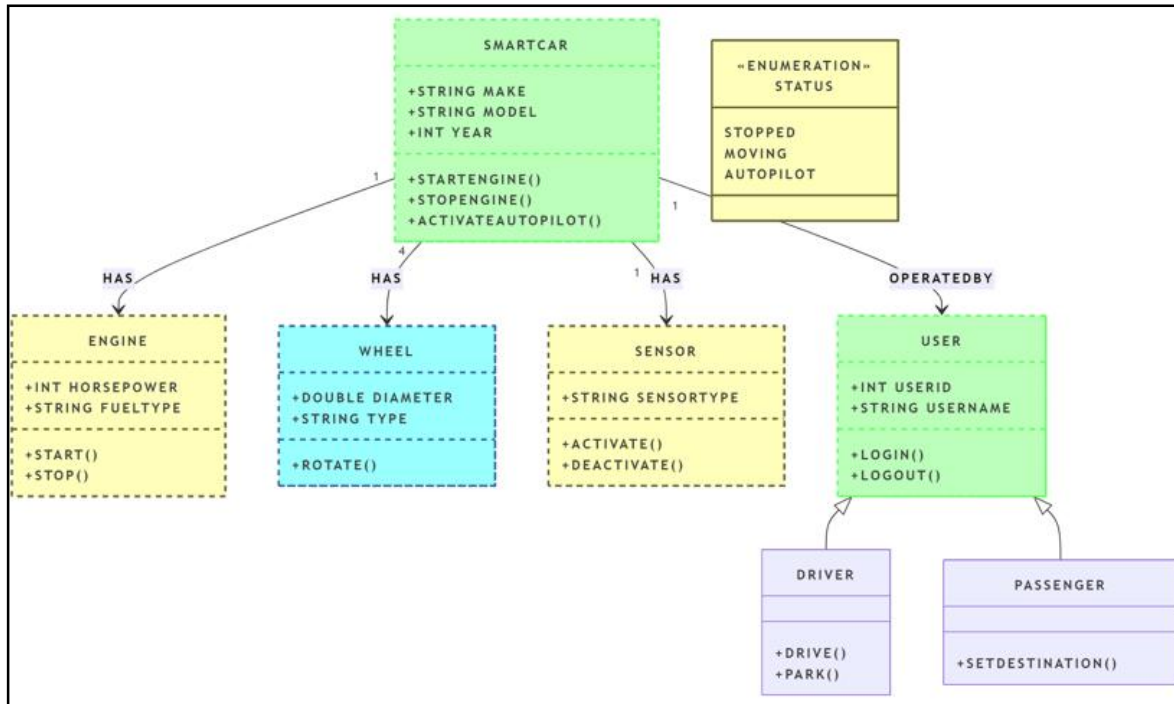 SMARTCAR
+STRING MAKE
+STRING MODEL
+INT YEAR
+STARTENGINE()
+STOPENGINE()
+ACTIVATEAUTOPILOT()
«ENUMERATION»
STATUS
STOPPED
MOVING
AUTOPILOT
1
4
1
1
HAS
HAS
HAS
OPERATEDBY
ENGINE
+INT HORSEPOWER
+STRING FUELTYPE
+START()
+STOP()
WHEEL
+DOUBLE DIAMETER
+STRING TYPE
+ROTATE()
SENSOR
+STRING SENSORTYPE
+ACTIVATE()
+DEACTIVATE()
USER
+INT USERID
+STRING USERNAME
+LOGIN()
+LOGOUT()
DRIVER
+DRIVE()
+PARK()
PASSENGER
+SETDESTINATION()